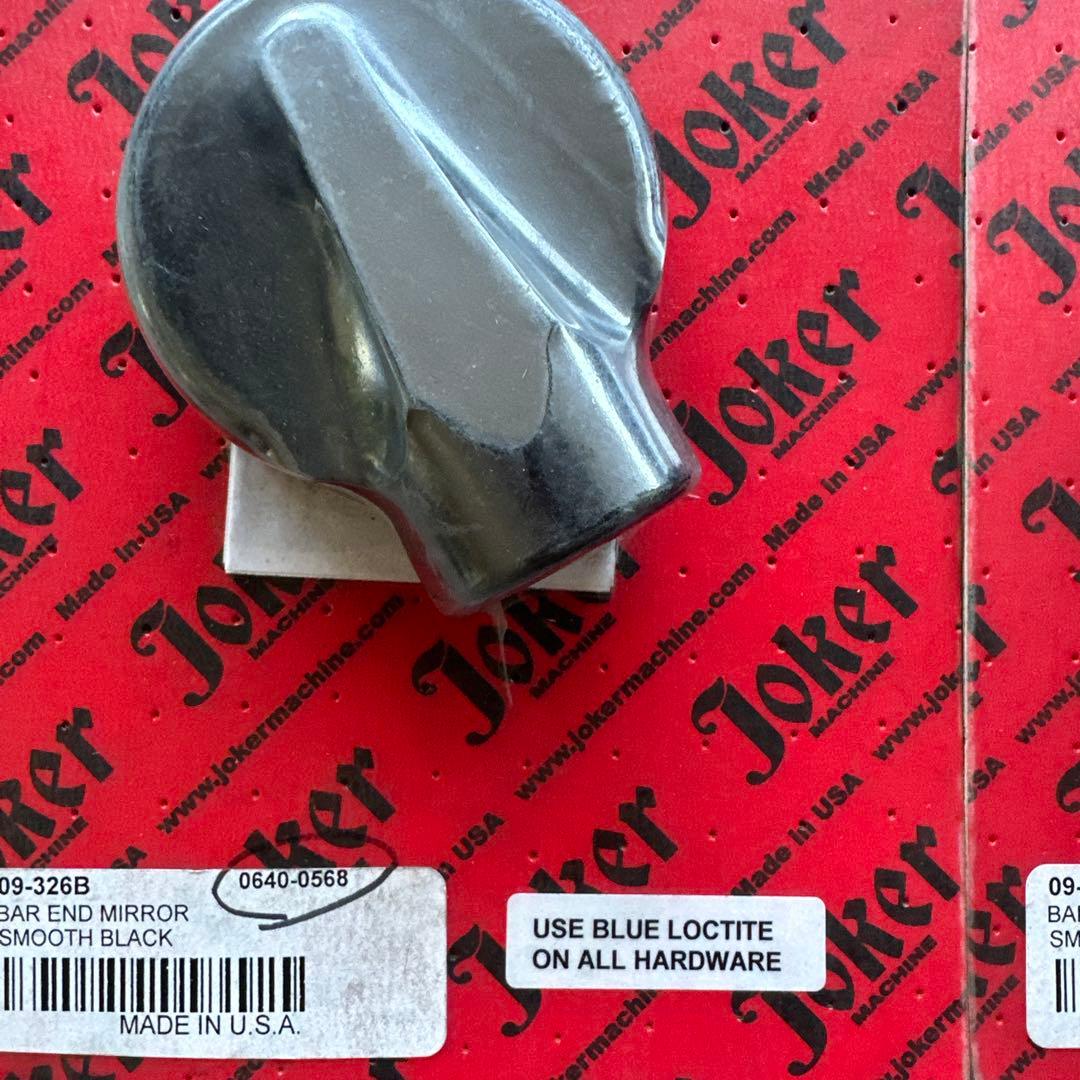 Joker
MACHINE
Made in USA
www.jokermachine.com
09-326B
0640-0568
BAR END MIRROR
SMOOTH BLACK
MADE IN U.S.A.
USE BLUE LOCTITE
ON ALL HARDWARE
09-
BA
SM